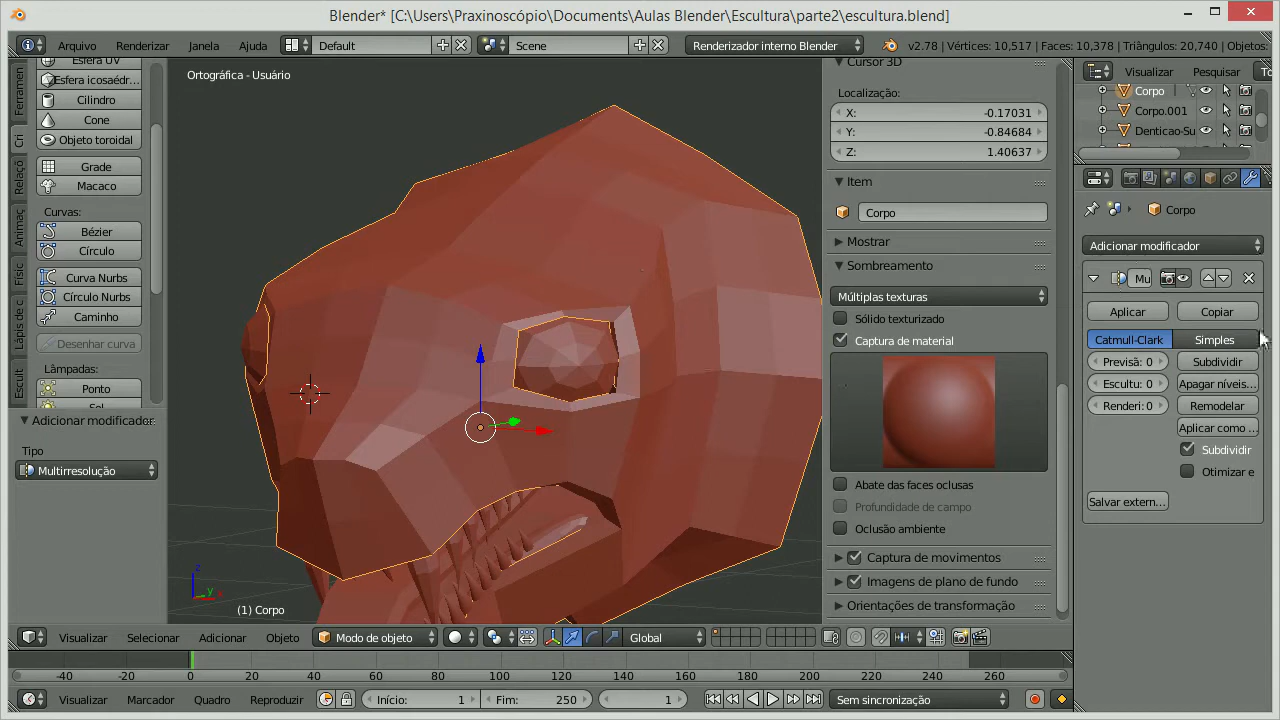 Blender* [C:\Users\Praxinoscópio\Documents\Aulas Blender\Escultura\parte2\escultura.blend]
Arquivo Renderizar Janela Ajuda Default Scene Renderizador interno Blender v2.78 | Vértices: 10,517 | Faces: 10,378 | Triângulos: 20,740 | Objetos:
Ferramen
Cri
Relaçõ
Animaç
Físic
Lápis de c
Escult
Esfera UV
Esfera icosaédr..
Cilindro
Cone
Objeto toroidal
Grade
Macaco
Curvas:
Bézier
Círculo
Curva Nurbs
Círculo Nurbs
Caminho
Desenhar curva
Lâmpadas:
Ponto
Sol
Adicionar modificador
Tipo
Multirresolução
Ortográfica - Usuário
z
y
x
(1) Corpo
Cursor 3D
Localização:
X: -0.17031
Y: -0.84684
Z: 1.40637
Item
Corpo
Mostrar
Sombreamento
Múltiplas texturas
Sólido texturizado
Captura de material
Abate das faces oclusas
Profundidade de campo
Oclusão ambiente
Captura de movimentos
Imagens de plano de fundo
Orientações de transformação
Visualizar Pesquisar To
Corpo
Corpo.001
Denticao-Su
Corpo
Adicionar modificador
Mu
Aplicar Copiar
Catmull-Clark Simples
Previsã: 0 Subdividir
Escultu: 0 Apagar níveis...
Renderi: 0 Remodelar
Aplicar como ...
Subdividir
Otimizar e
Salvar extern...
Visualizar Selecionar Adicionar Objeto Modo de objeto Global
-40 -20 0 20 40 60 80 100 120 140 160 180 200 220 240 260
Visualizar Marcador Quadro Reproduzir Início: 1 Fim: 250 1 Sem sincronização